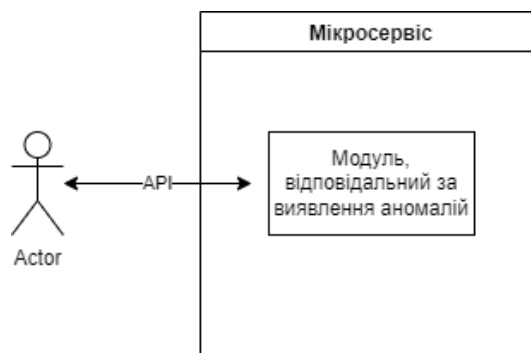 Мікросервіс
Модуль,
відповідальний за
виявлення аномалій
API
Actor